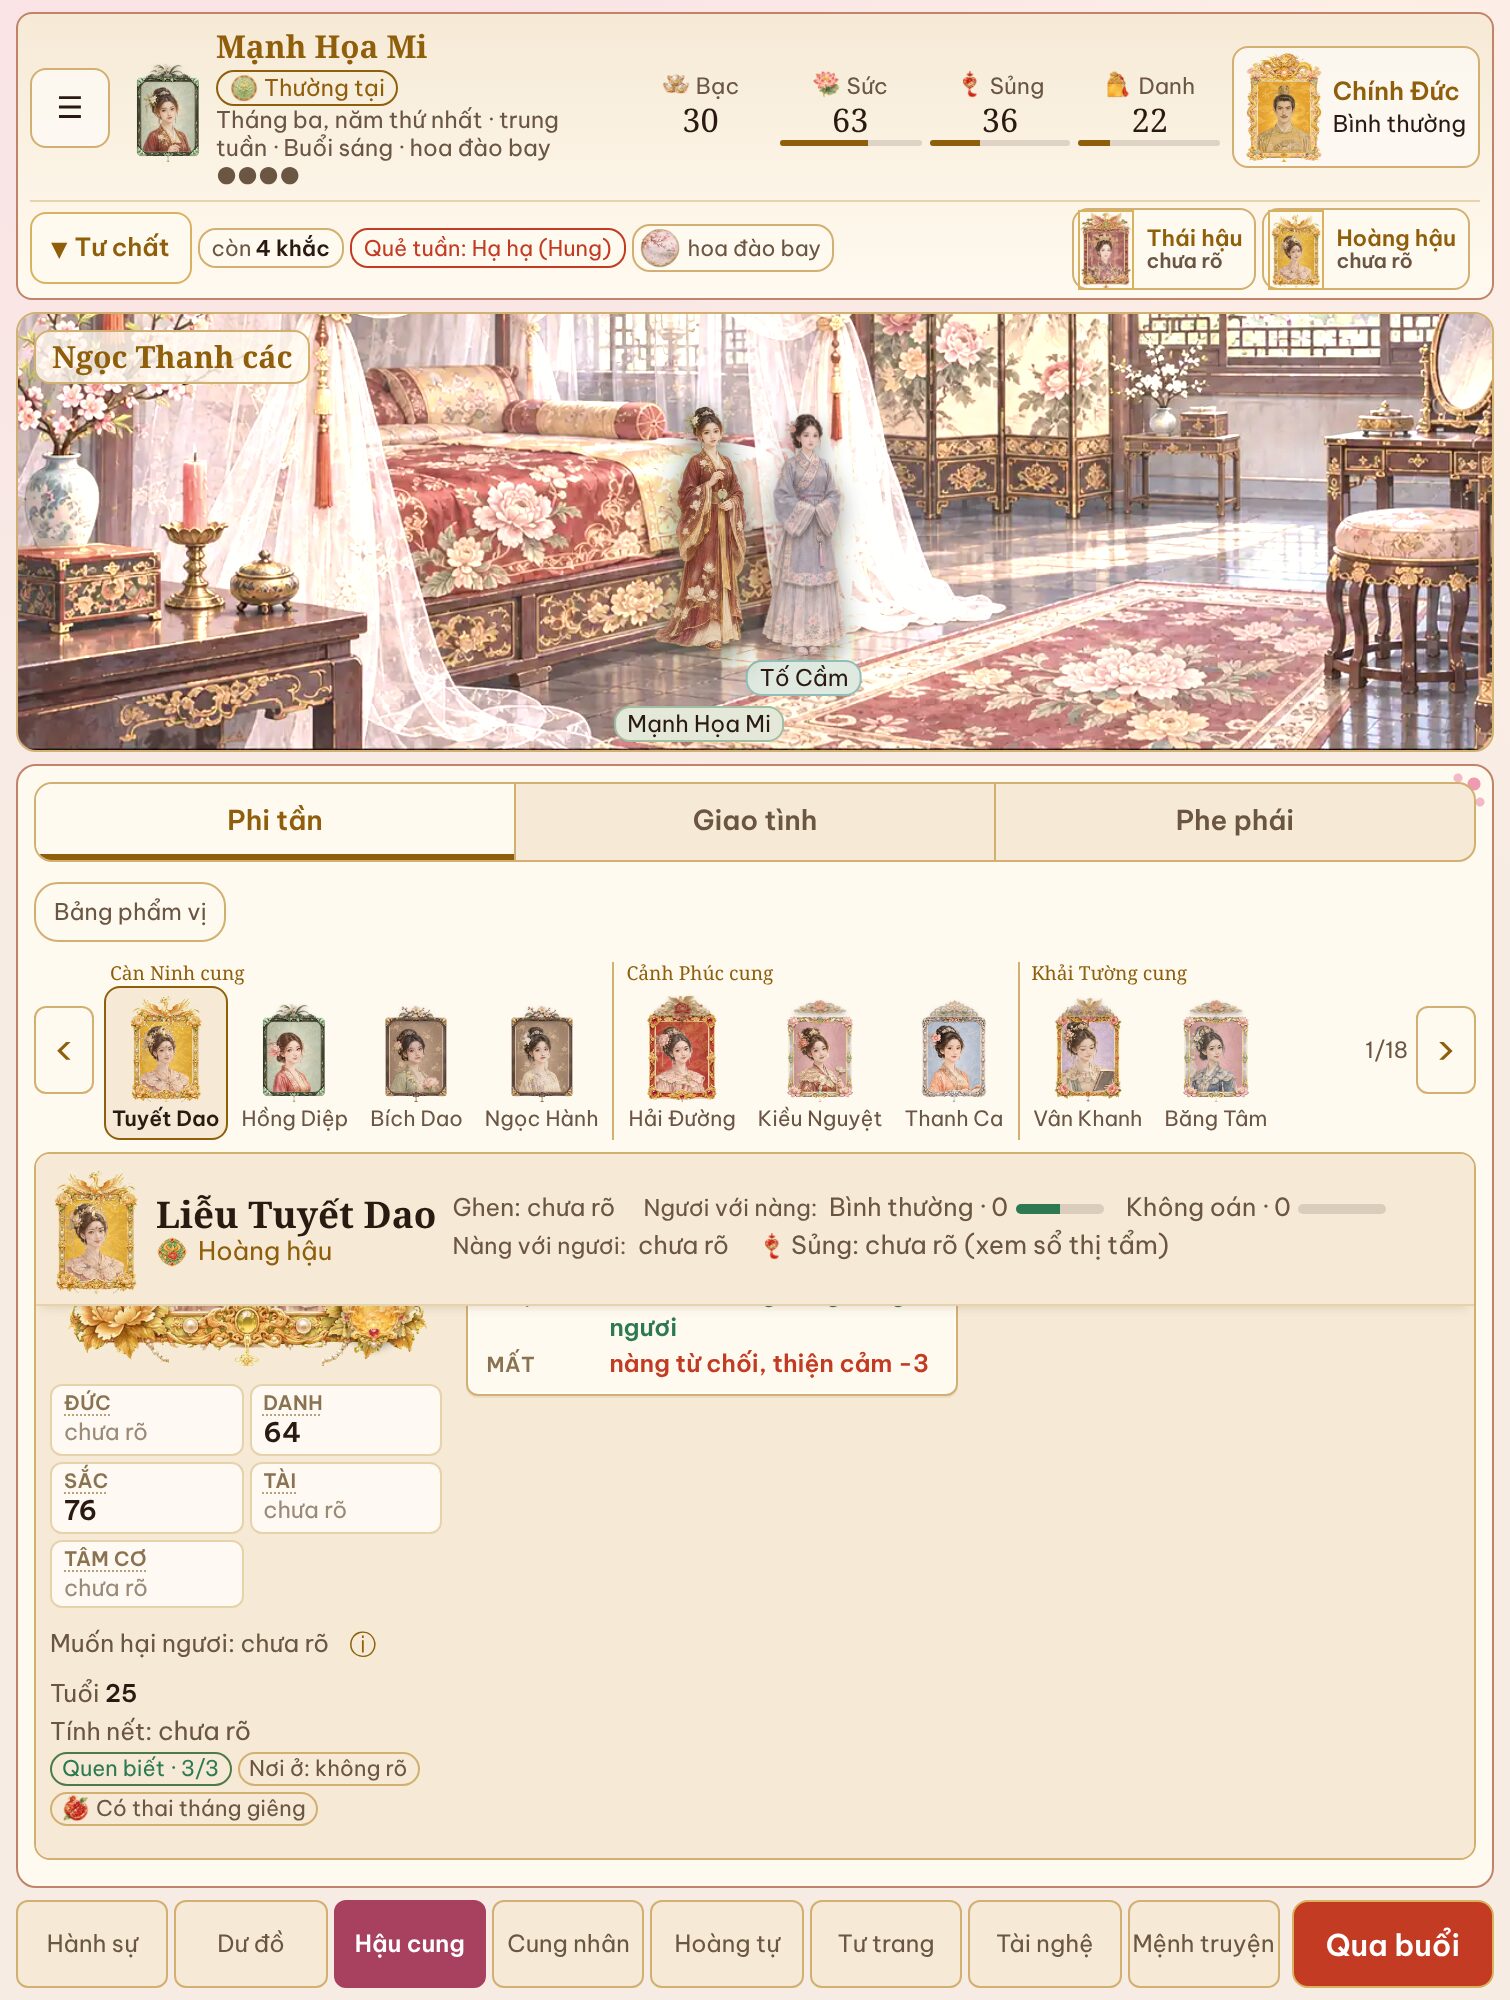 Mạnh Họa Mi
Thường tại
Tháng ba, năm thứ nhất · trung
tuần · Buổi sáng · hoa đào bay
Bạc
30
Sức
63
Sủng
36
Danh
22
Chính Đức
Bình thường
▼ Tư chất
còn 4 khắc
Quẻ tuần: Hạ hạ (Hung)
hoa đào bay
Thái hậu
chưa rõ
Hoàng hậu
chưa rõ
Ngọc Thanh các
Tố Cầm
Mạnh Họa Mi
Phi tần
Giao tình
Phe phái
Bảng phẩm vị
Càn Ninh cung
Cảnh Phúc cung
Khải Tường cung
Tuyết Dao
Hồng Diệp
Bích Dao
Ngọc Hành
Hải Đường
Kiều Nguyệt
Thanh Ca
Vân Khanh
Băng Tâm
1/18
Liễu Tuyết Dao
Hoàng hậu
Ghen: chưa rõ Ngươi với nàng: Bình thường · 0 Không oán · 0
Nàng với ngươi: chưa rõ Sủng: chưa rõ (xem sổ thị tẩm)
ngươi
MẤT nàng từ chối, thiện cảm -3
ĐỨC
chưa rõ
DANH
64
SẮC
76
TÀI
chưa rõ
TÂM CƠ
chưa rõ
Muốn hại ngươi: chưa rõ ⓘ
Tuổi 25
Tính nết: chưa rõ
Quen biết · 3/3
Nơi ở: không rõ
Có thai tháng giêng
Hành sự
Dư đồ
Hậu cung
Cung nhân
Hoàng tự
Tư trang
Tài nghệ
Mệnh truyện
Qua buổi